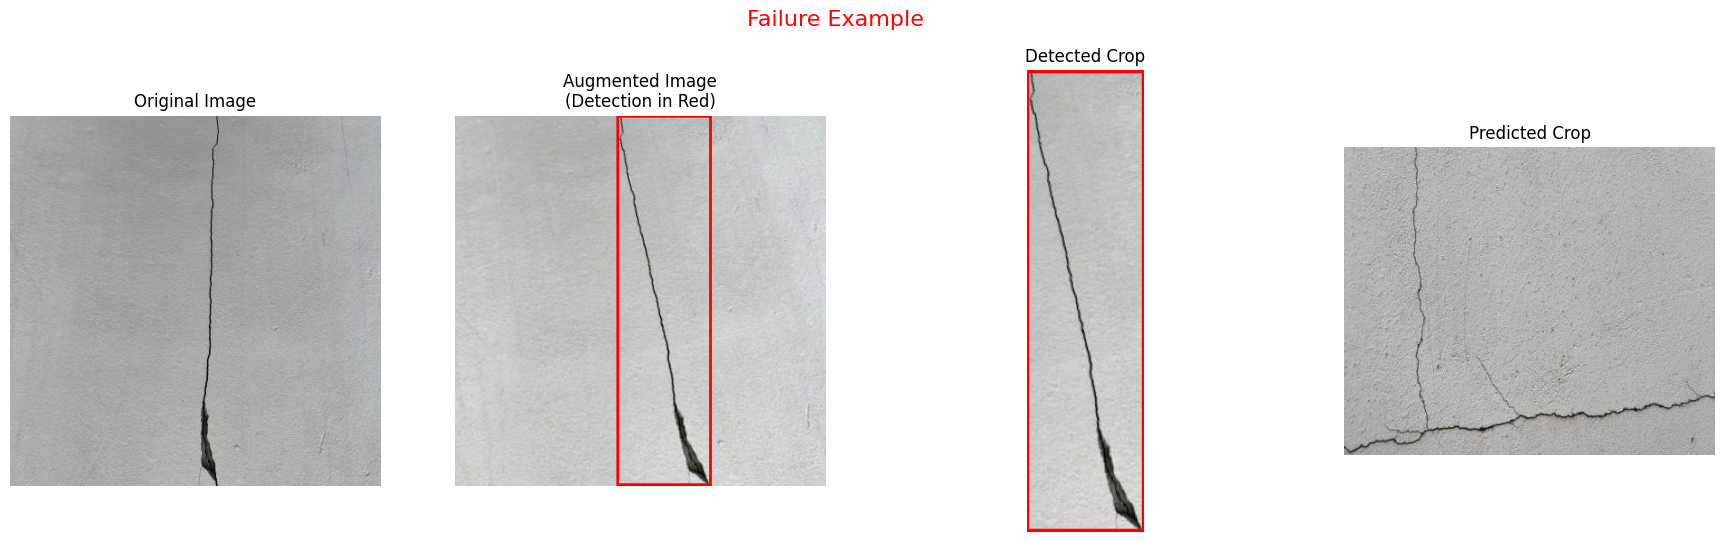 Failure Example
Original Image
Augmented Image
(Detection in Red)
Detected Crop
Predicted Crop